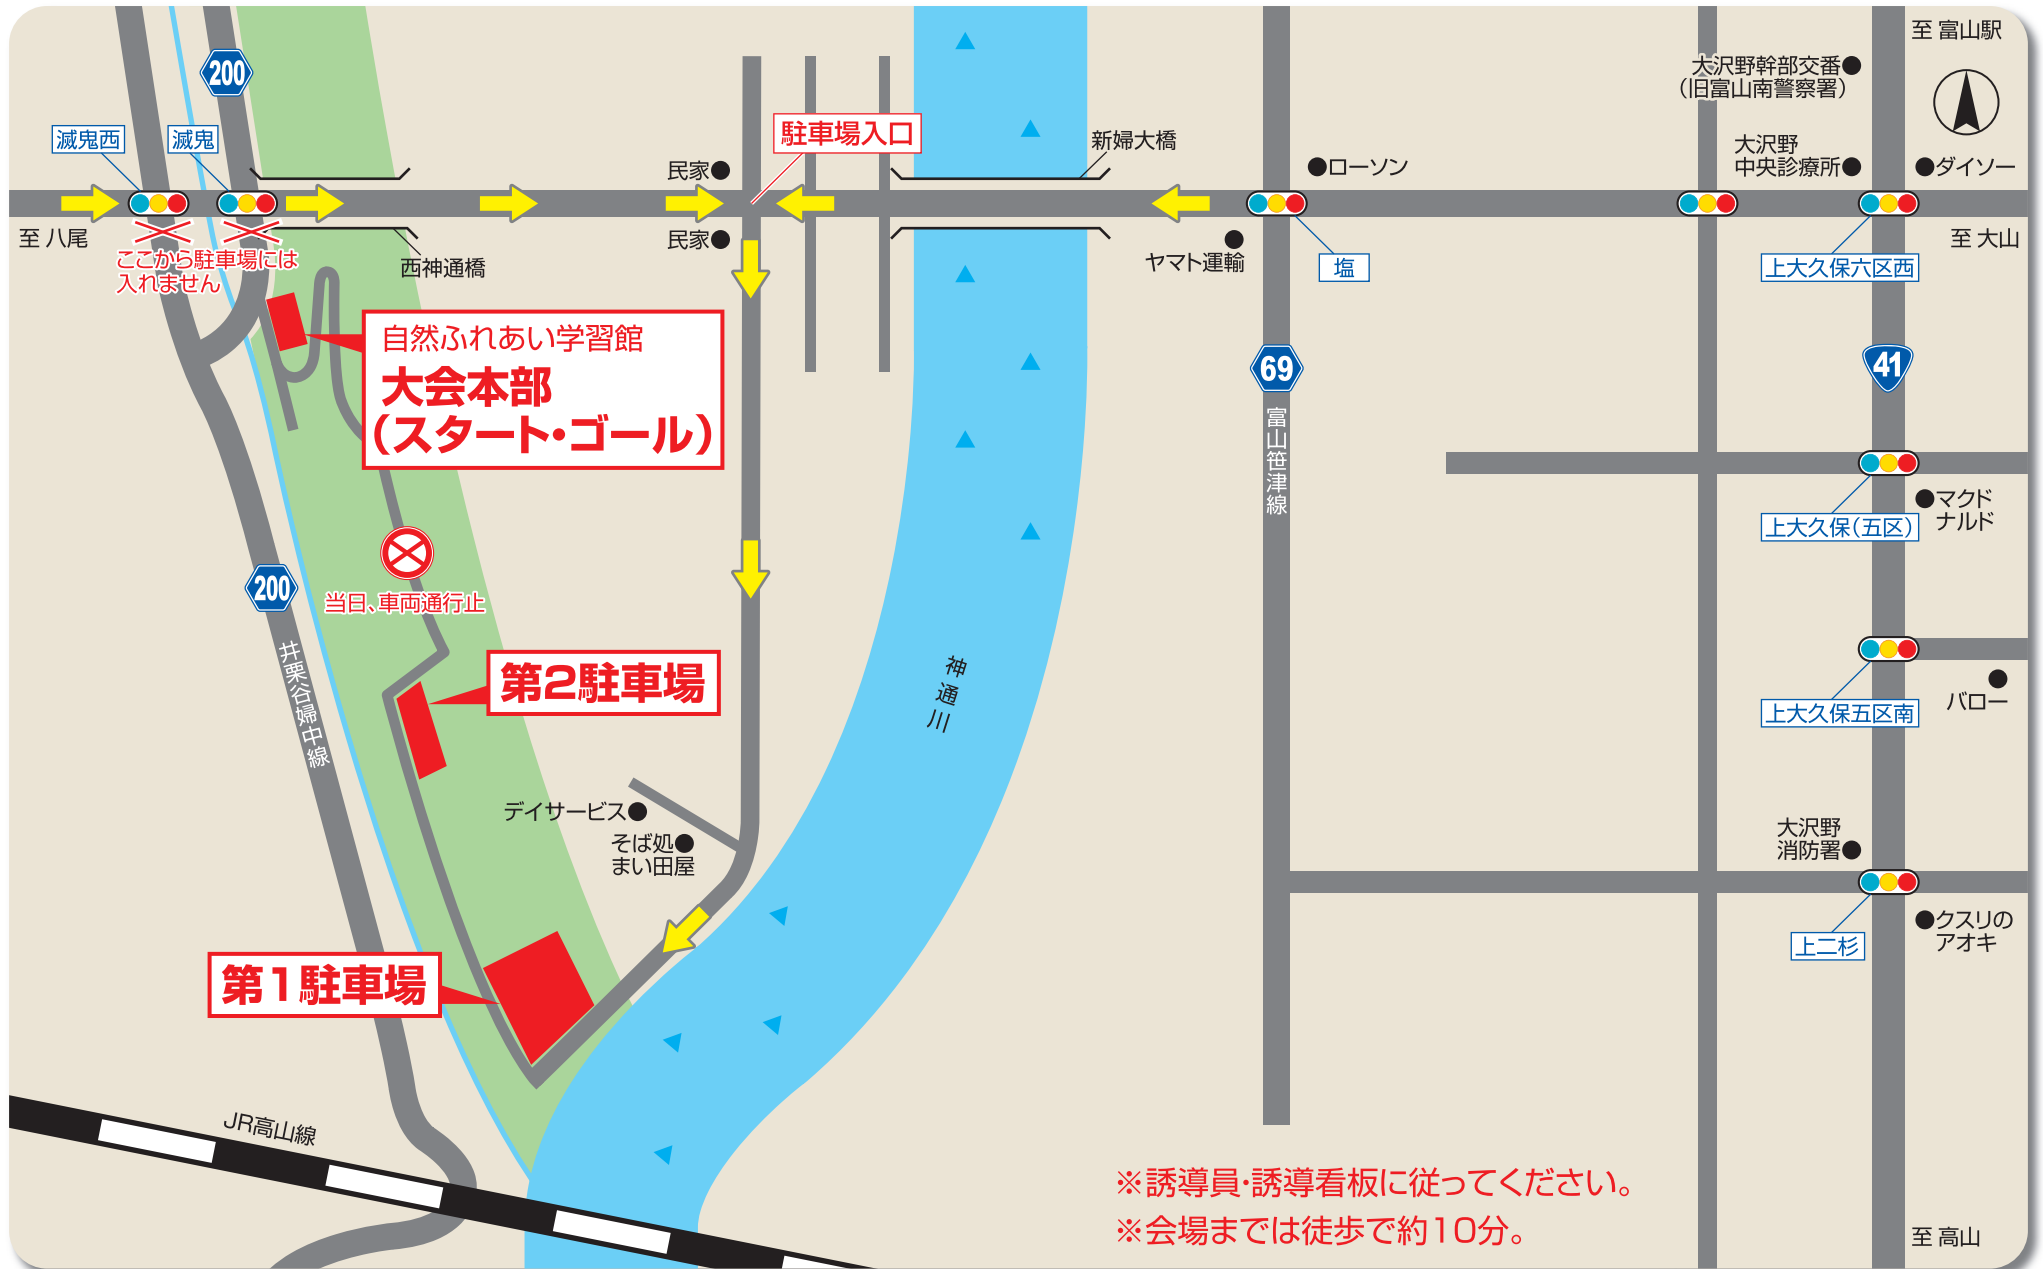 至 富山駅
大沢野幹部交番
（旧富山南警察署）
200
滅鬼西
滅鬼
駐車場入口
新婦大橋
民家
ローソン
大沢野
中央診療所
ダイソー
至 八尾
ここから駐車場には
入れません
西神通橋
民家
ヤマト運輸
塩
上大久保六区西
至 大山
自然ふれあい学習館
大会本部
（スタート・ゴール）
69
富山笹津線
41
マクド
ナルド
上大久保（五区）
200
当日、車両通行止
井栗谷婦中線
第2駐車場
神通川
バロー
上大久保五区南
デイサービス
そば処
まい田屋
大沢野
消防署
クスリの
アオキ
上二杉
第1駐車場
JR高山線
※誘導員・誘導看板に従ってください。
※会場までは徒歩で約10分。
至 高山